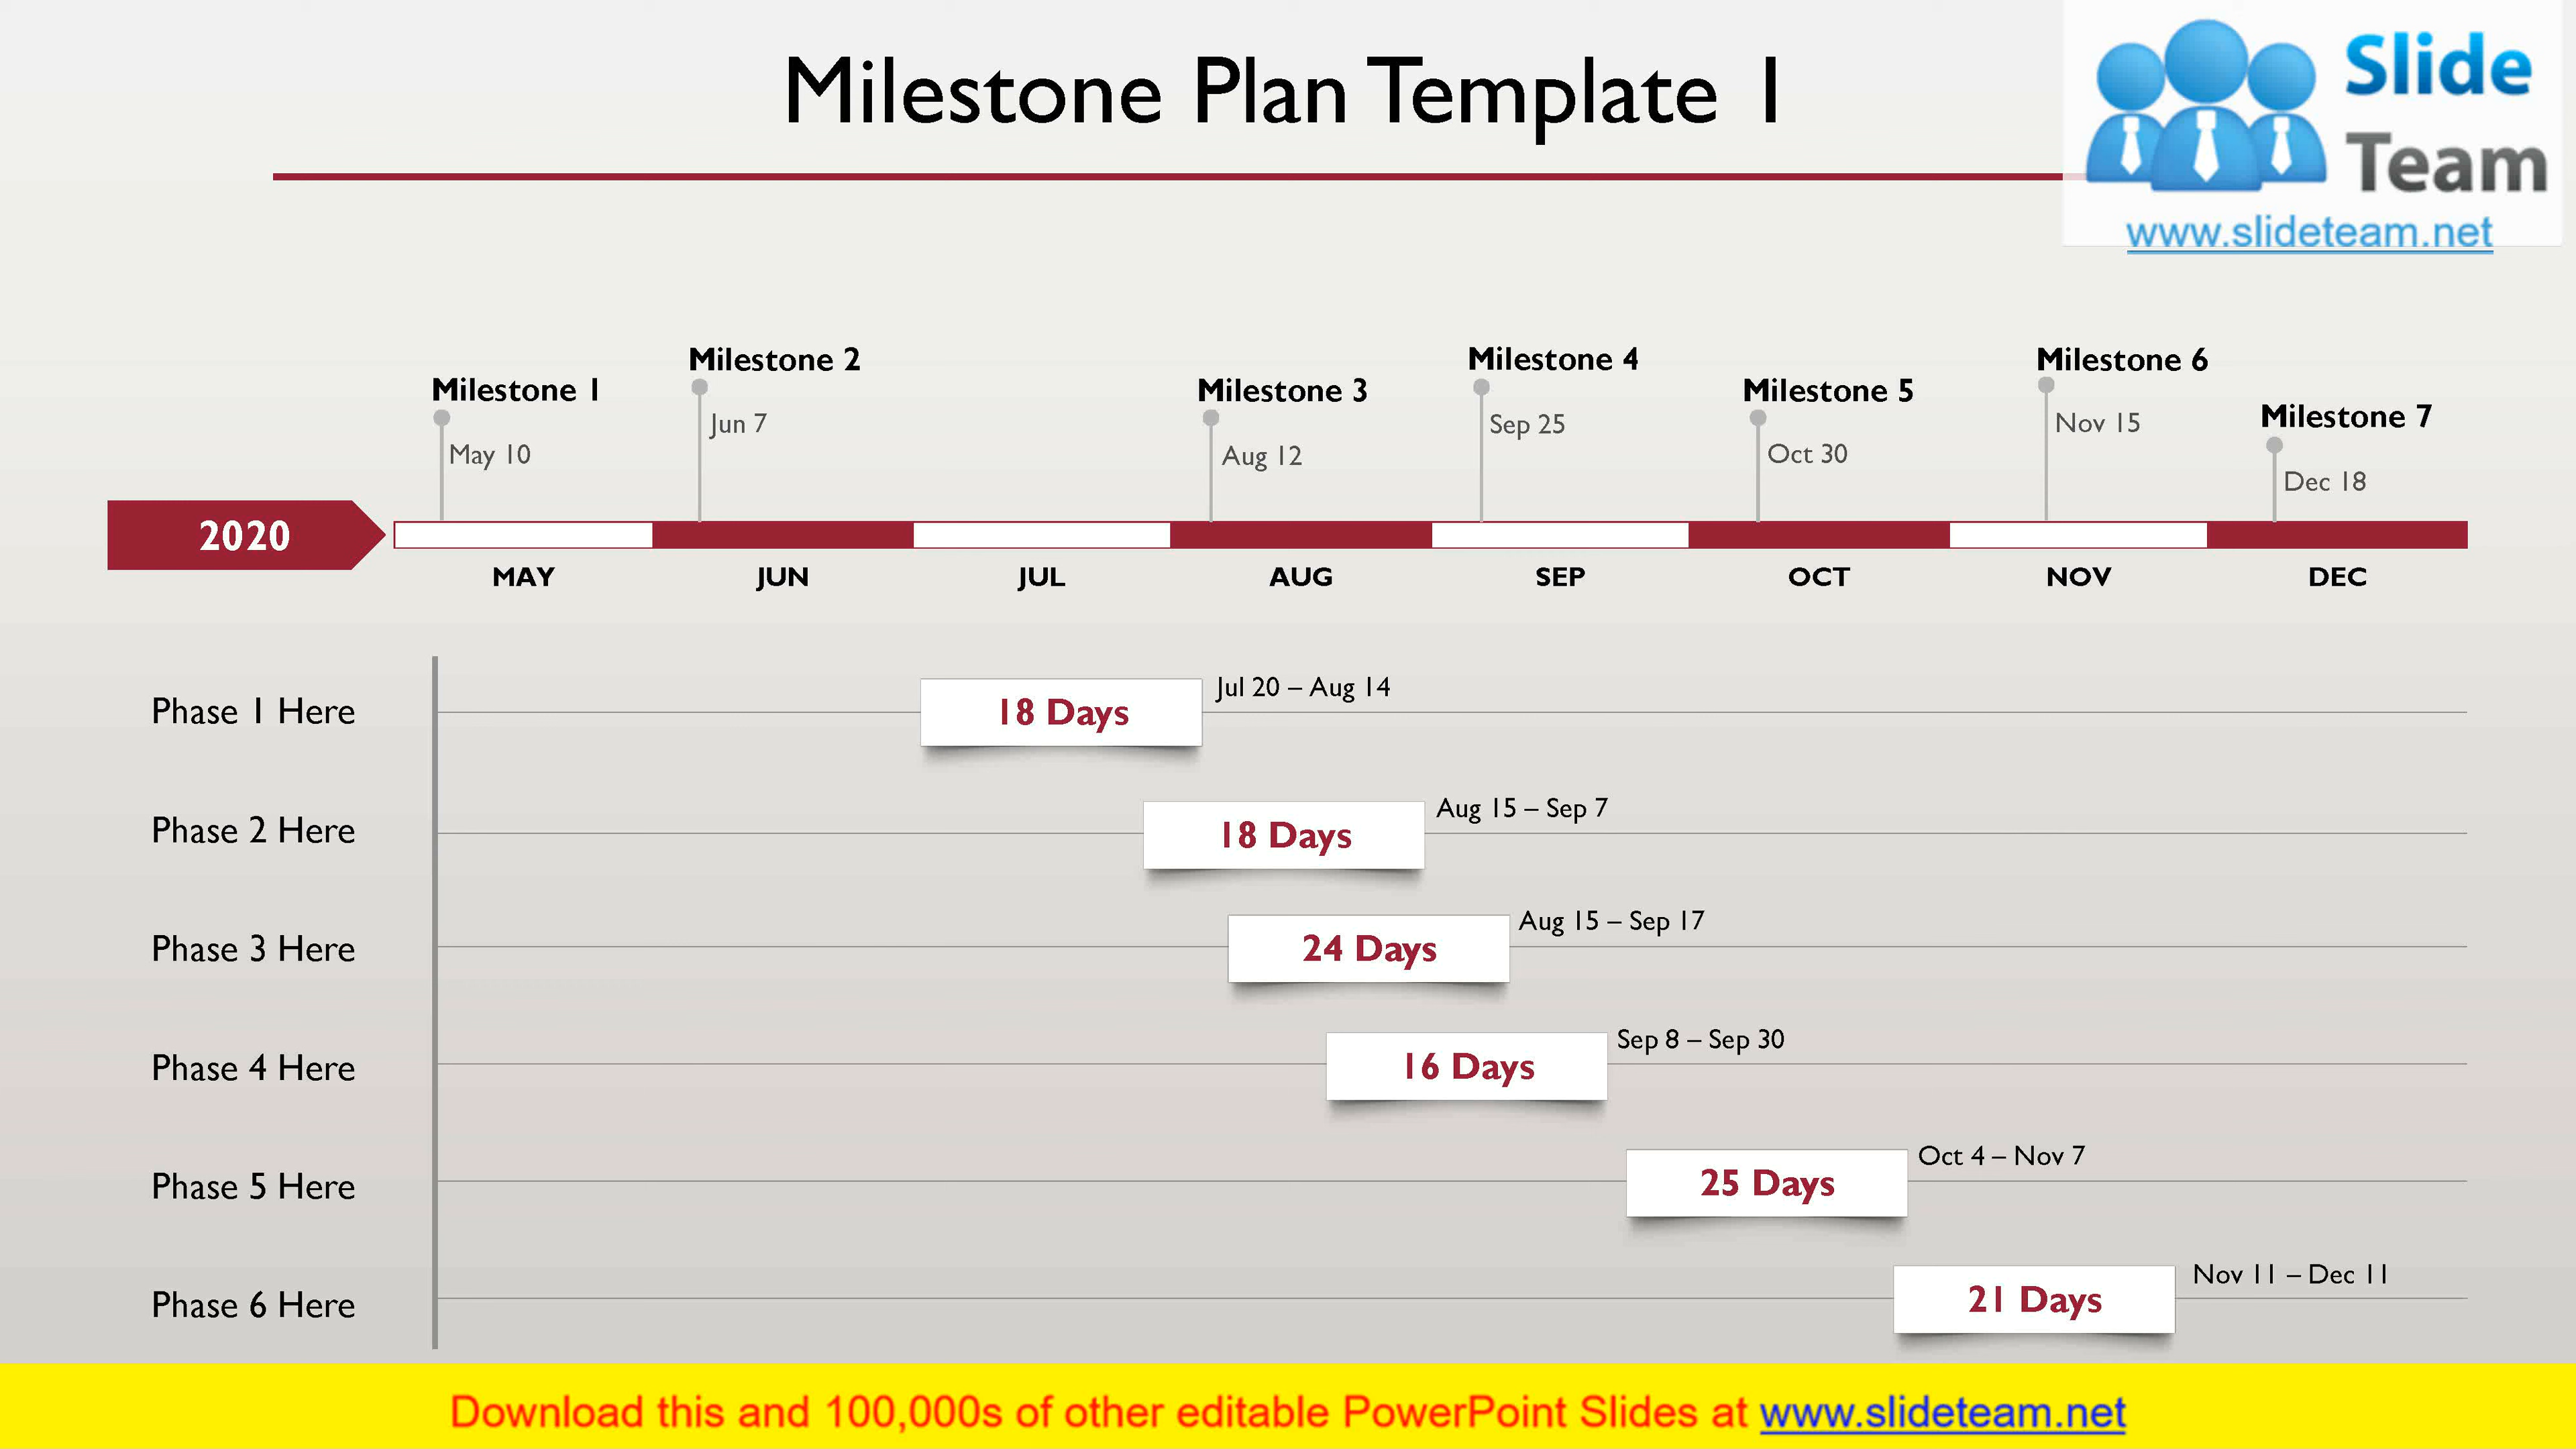 Milestone Plan Template 1
Slide
Team
www.slideteam.net
Milestone 1
May 10
Milestone 2
Jun 7
Milestone 3
Aug 12
Milestone 4
Sep 25
Milestone 5
Oct 30
Milestone 6
Nov 15
Milestone 7
Dec 18
2020
MAY JUN JUL AUG SEP OCT NOV DEC
Phase 1 Here 18 Days Jul 20 – Aug 14
Phase 2 Here 18 Days Aug 15 – Sep 7
Phase 3 Here 24 Days Aug 15 – Sep 17
Phase 4 Here 16 Days Sep 8 – Sep 30
Phase 5 Here 25 Days Oct 4 – Nov 7
Phase 6 Here 21 Days Nov 11 – Dec 11
Download this and 100,000s of other editable PowerPoint Slides at www.slideteam.net